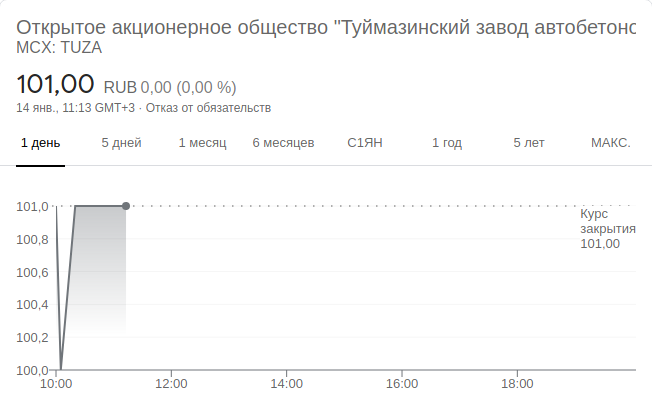 Открытое акционерное общество "Туймазинский завод автобетоно
MCX: TUZA
101,00 RUB 0,00 (0,00 %)
14 янв., 11:13 GMT+3 · Отказ от обязательств
1 день 5 дней 1 месяц 6 месяцев С1ЯН 1 год 5 лет МАКС.
101,0
100,8
100,6
100,4
100,2
100,0
Курс
закрытия
101,00
10:00 12:00 14:00 16:00 18:00